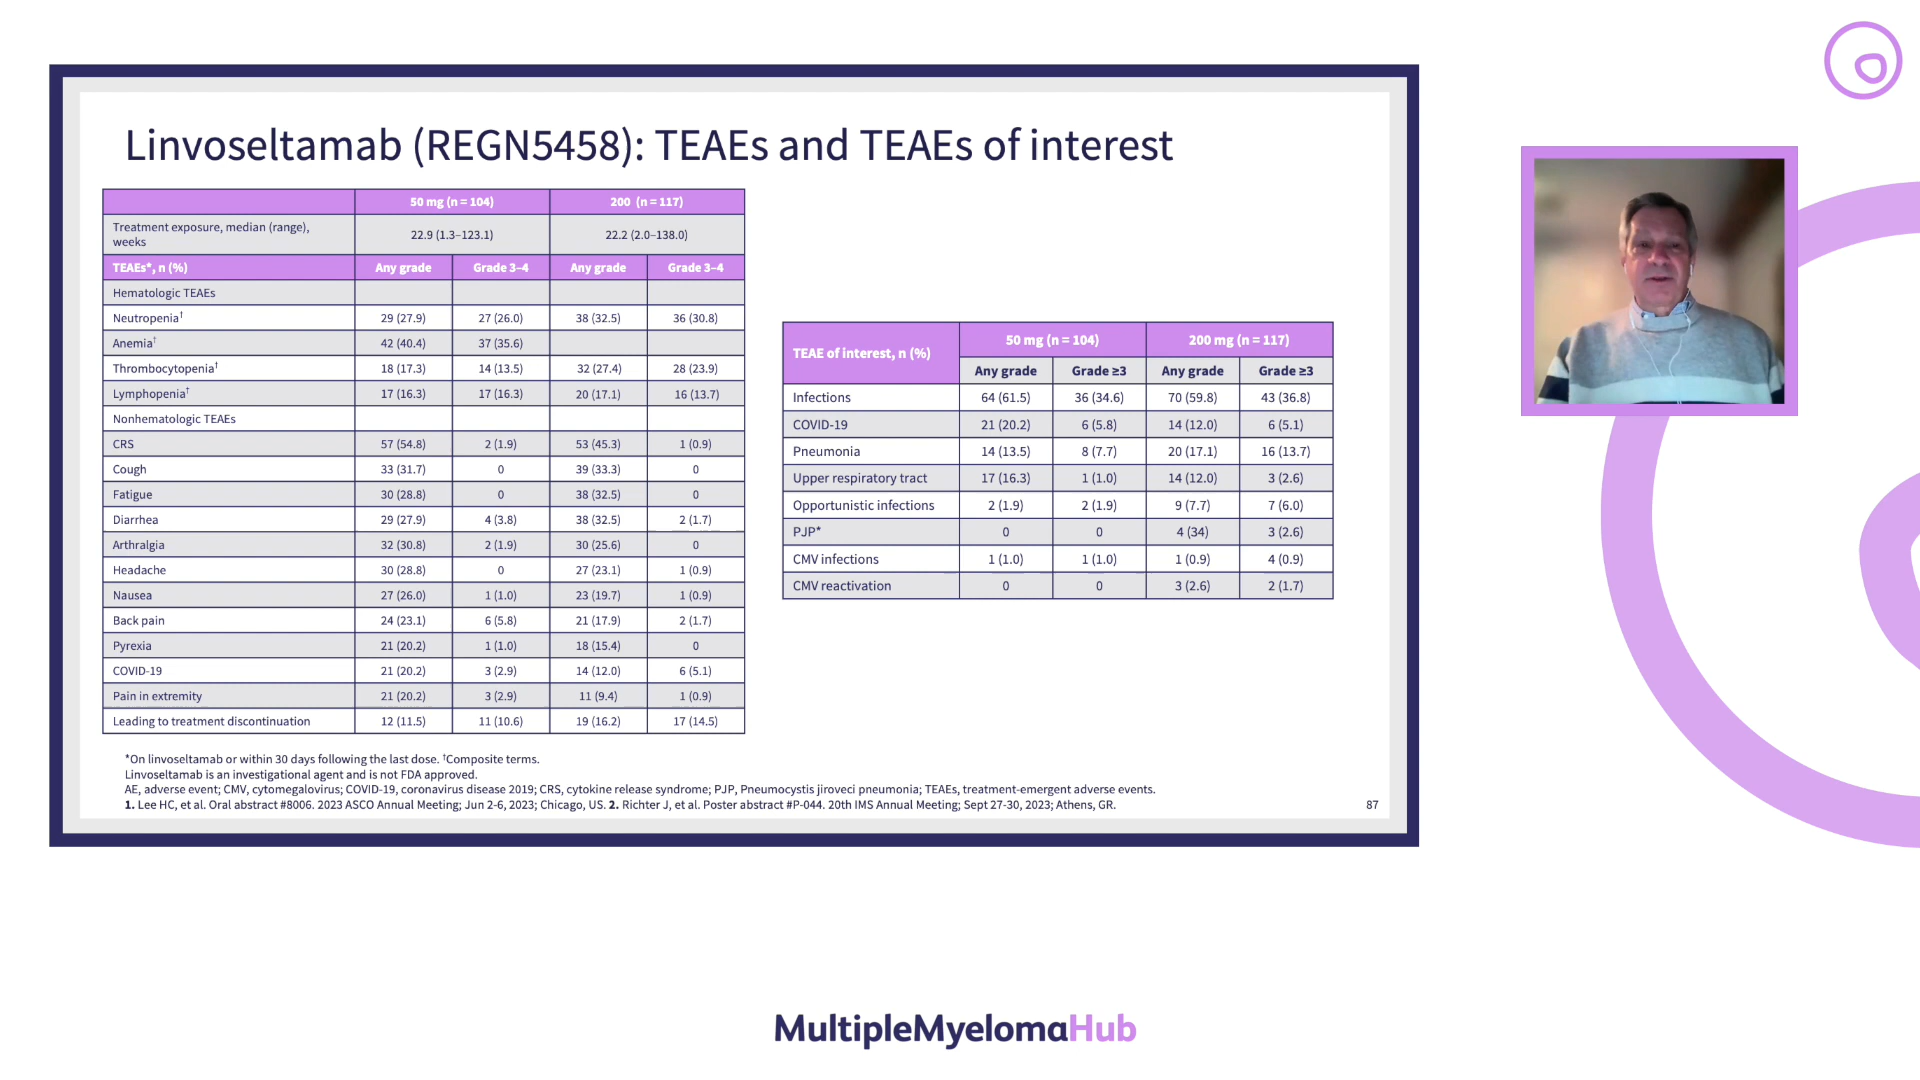 Linvoseltamab (REGN5458): TEAEs and TEAEs of interest
50 mg (n = 104) 200 (n = 117)
Treatment exposure, median (range),
weeks 22.9 (1.3–123.1) 22.2 (2.0–138.0)
TEAEs*, n (%) Any grade Grade 3–4 Any grade Grade 3–4
Hematologic TEAEs
Neutropenia† 29 (27.9) 27 (26.0) 38 (32.5) 36 (30.8)
Anemia† 42 (40.4) 37 (35.6)
Thrombocytopenia† 18 (17.3) 14 (13.5) 32 (27.4) 28 (23.9)
Lymphopenia† 17 (16.3) 17 (16.3) 20 (17.1) 16 (13.7)
Nonhematologic TEAEs
CRS 57 (54.8) 2 (1.9) 53 (45.3) 1 (0.9)
Cough 33 (31.7) 0 39 (33.3) 0
Fatigue 30 (28.8) 0 38 (32.5) 0
Diarrhea 29 (27.9) 4 (3.8) 38 (32.5) 2 (1.7)
Arthralgia 32 (30.8) 2 (1.9) 30 (25.6) 0
Headache 30 (28.8) 0 27 (23.1) 1 (0.9)
Nausea 27 (26.0) 1 (1.0) 23 (19.7) 1 (0.9)
Back pain 24 (23.1) 6 (5.8) 21 (17.9) 2 (1.7)
Pyrexia 21 (20.2) 1 (1.0) 18 (15.4) 0
COVID-19 21 (20.2) 3 (2.9) 14 (12.0) 6 (5.1)
Pain in extremity 21 (20.2) 3 (2.9) 11 (9.4) 1 (0.9)
Leading to treatment discontinuation 12 (11.5) 11 (10.6) 19 (16.2) 17 (14.5)
TEAE of interest, n (%) 50 mg (n = 104) 200 mg (n = 117)
Any grade Grade ≥3 Any grade Grade ≥3
Infections 64 (61.5) 36 (34.6) 70 (59.8) 43 (36.8)
COVID-19 21 (20.2) 6 (5.8) 14 (12.0) 6 (5.1)
Pneumonia 14 (13.5) 8 (7.7) 20 (17.1) 16 (13.7)
Upper respiratory tract 17 (16.3) 1 (1.0) 14 (12.0) 3 (2.6)
Opportunistic infections 2 (1.9) 2 (1.9) 9 (7.7) 7 (6.0)
PJP* 0 0 4 (34) 3 (2.6)
CMV infections 1 (1.0) 1 (1.0) 1 (0.9) 4 (0.9)
CMV reactivation 0 0 3 (2.6) 2 (1.7)
*On linvoseltamab or within 30 days following the last dose. †Composite terms.
Linvoseltamab is an investigational agent and is not FDA approved.
AE, adverse event; CMV, cytomegalovirus; COVID-19, coronavirus disease 2019; CRS, cytokine release syndrome; PJP, Pneumocystis jiroveci pneumonia; TEAEs, treatment-emergent adverse events.
1. Lee HC, et al. Oral abstract #8006. 2023 ASCO Annual Meeting; Jun 2-6, 2023; Chicago, US. 2. Richter J, et al. Poster abstract #P-044. 20th IMS Annual Meeting; Sept 27-30, 2023; Athens, GR.
87
MultipleMyelomaHub